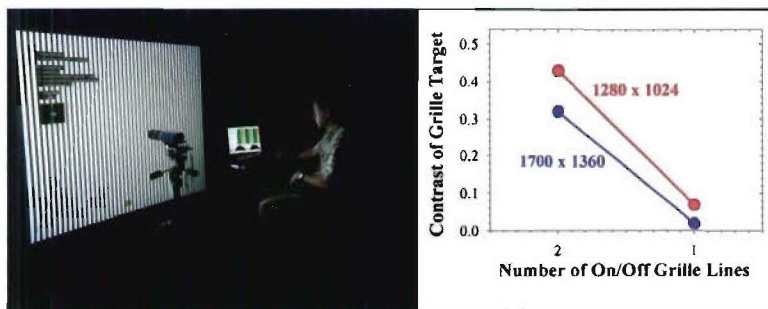 0.5
0.4
0.3
0.2
0.1
0.0
1280 x 1024
1700 x 1360
Contrast of Grille Target
2 1
Number of On/Off Grille Lines